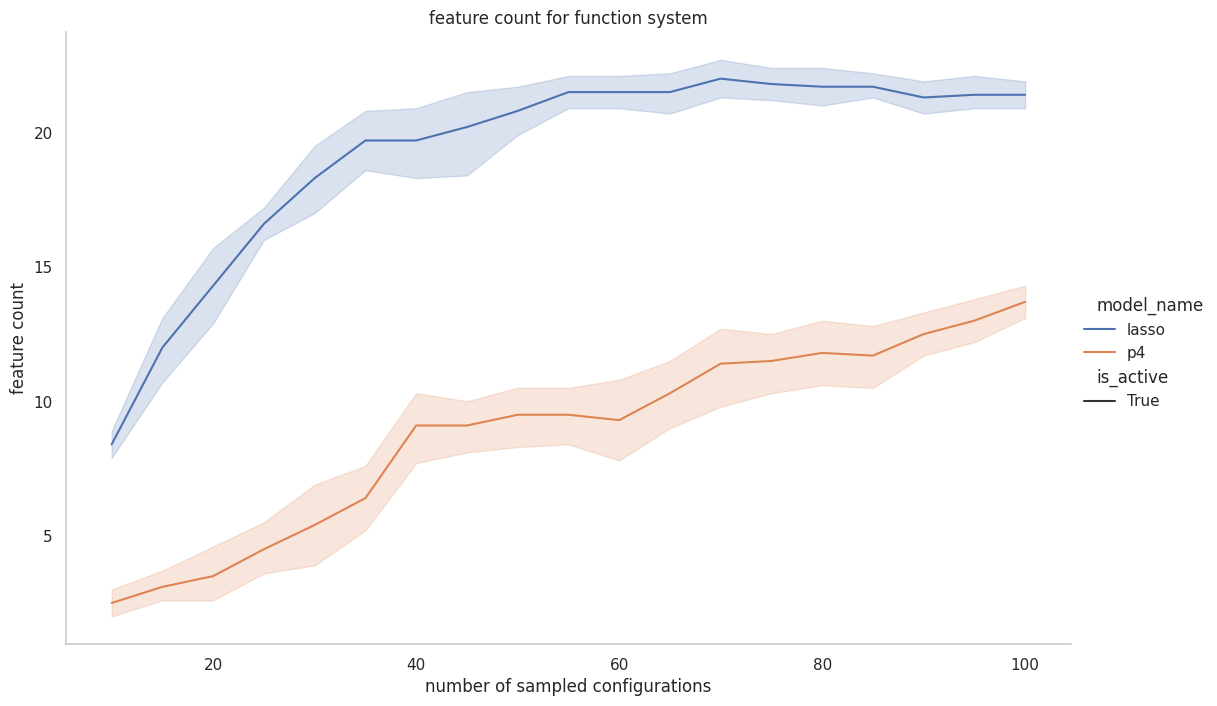 feature count for function system
feature count
20
15
10
5
20
40
60
80
100
number of sampled configurations
model_name
lasso
p4
is_active
True